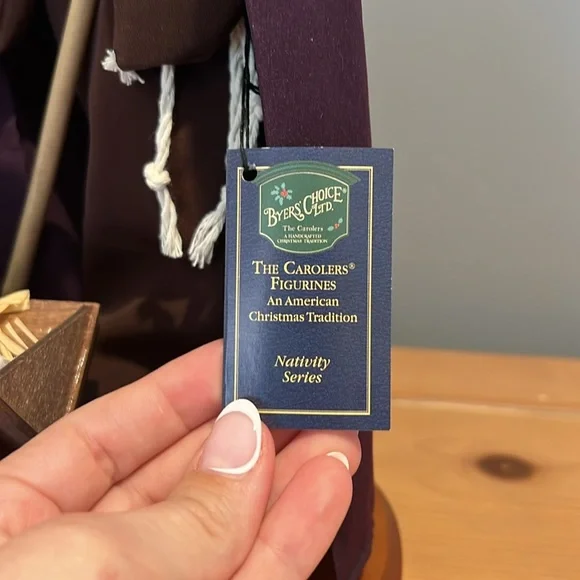 BYERS' CHOICE®
LTD.
The Carolers
A HANDCRAFTED
CHRISTMAS TRADITION
THE CAROLERS®
FIGURINES
An American
Christmas Tradition
Nativity
Series